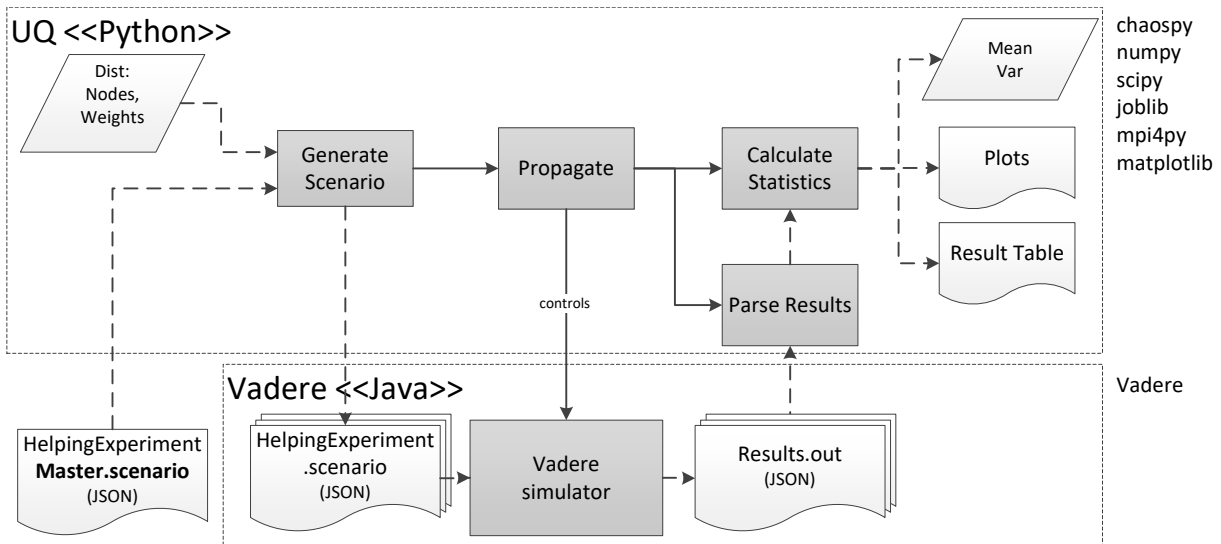 UQ <<Python>>
Dist:
Nodes,
Weights
Generate
Scenario
Propagate
Calculate
Statistics
Mean
Var
Plots
Result Table
Parse Results
controls
chaospy
numpy
scipy
joblib
mpi4py
matplotlib
Vadere <<Java>>
Vadere
HelpingExperiment
Master.scenario
(JSON)
HelpingExperiment
.scenario
(JSON)
Vadere
simulator
Results.out
(JSON)